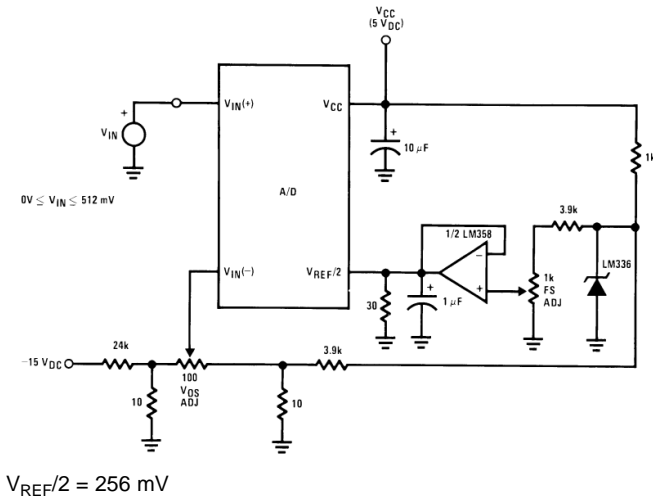 VCC
(5 VDC)
VIN(+)
VCC
+
VIN
+
10 μF
1k
0V ≤ VIN ≤ 512 mV
A/D
3.9k
1/2 LM358
LM336
VIN(−)
VREF/2
−
+
1k
FS
ADJ
30
+
1 μF
−15 VDC
24k
3.9k
100
VOS
ADJ
10
10
VREF/2 = 256 mV